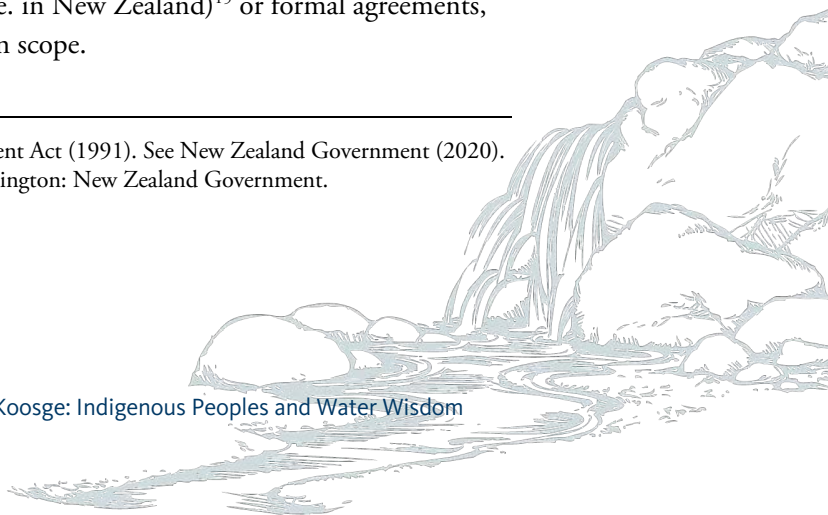 e. in New Zealand)¹⁹ or formal agreements,
n scope.
ent Act (1991). See New Zealand Government (2020).
ington: New Zealand Government.
Koosge: Indigenous Peoples and Water Wisdom